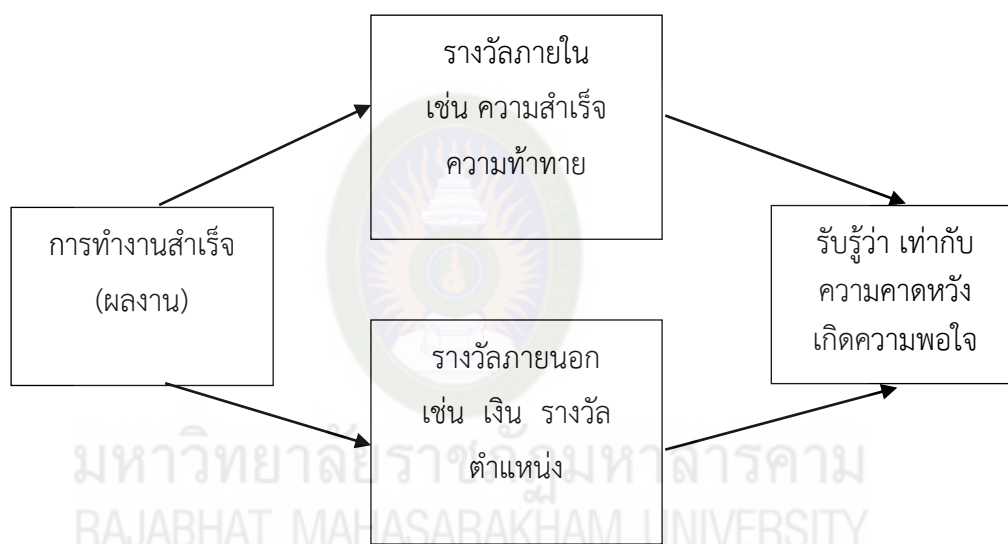 รางวัลภายใน
เช่น ความสำเร็จ
ความท้าทาย
การทำงานสำเร็จ
(ผลงาน)
รับรู้ว่า เท่ากับ
ความคาดหวัง
เกิดความพอใจ
รางวัลภายนอก
เช่น เงิน รางวัล
ตำแหน่ง
มหาวิทยาลัยราชภัฏมหาสารคาม
RAJABHAT MAHASARAKHAM UNIVERSITY